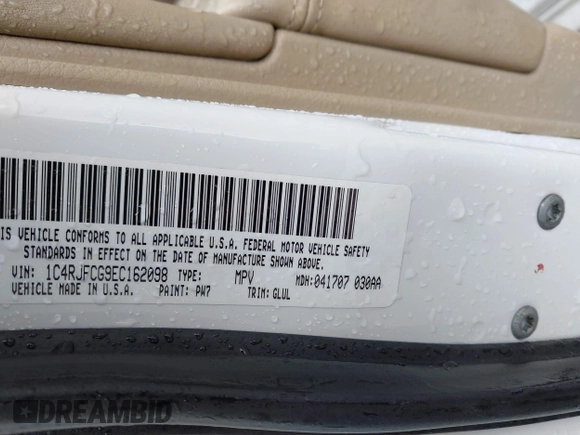 IS VEHICLE CONFORMS TO ALL APPLICABLE U.S.A. FEDERAL MOTOR VEHICLE SAFETY
STANDARDS IN EFFECT ON THE DATE OF MANUFACTURE SHOWN ABOVE.
VIN: 1C4RJFCG9EC162098 TYPE: MPV MDH:041707 030AA
VEHICLE MADE IN U.S.A. PAINT: PW7 TRIM: GLUL
DREAMBID